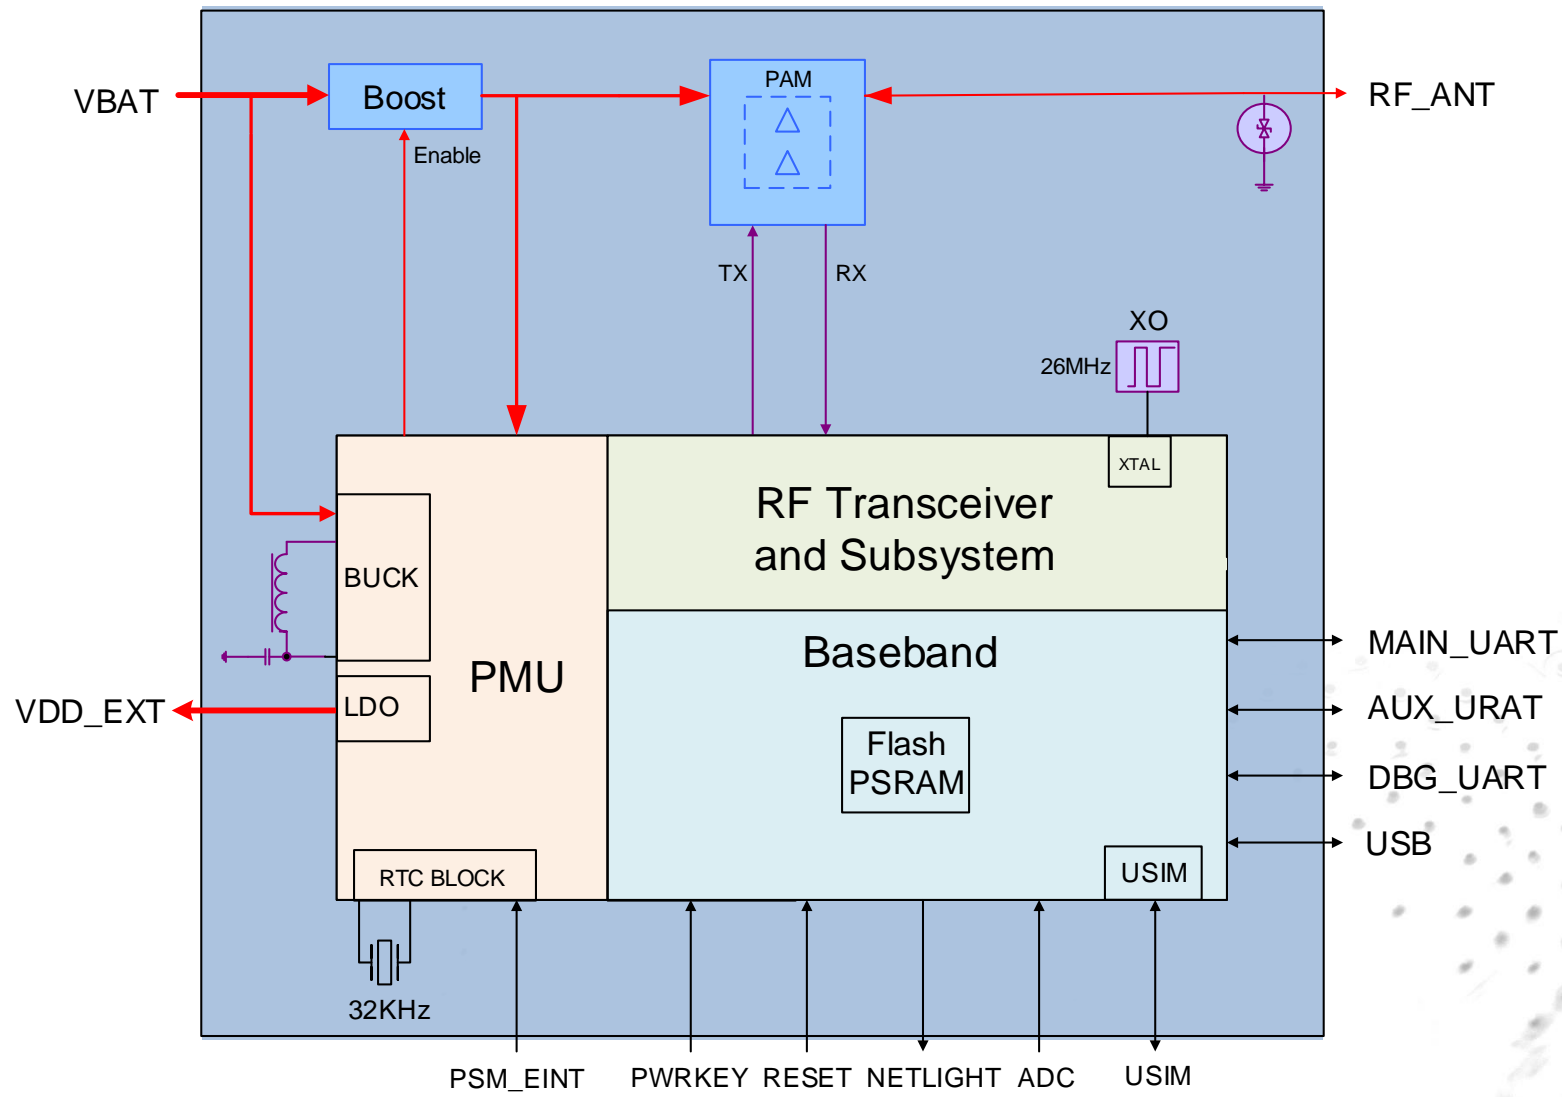 VBAT
Boost
PAM
RF_ANT
Enable
TX
RX
XO
26MHz
XTAL
RF Transceiver
and Subsystem
BUCK
Baseband
MAIN_UART
PMU
LDO
VDD_EXT
AUX_URAT
Flash
PSRAM
DBG_UART
USB
RTC BLOCK
USIM
32KHz
PSM_EINT
PWRKEY
RESET
NETLIGHT
ADC
USIM